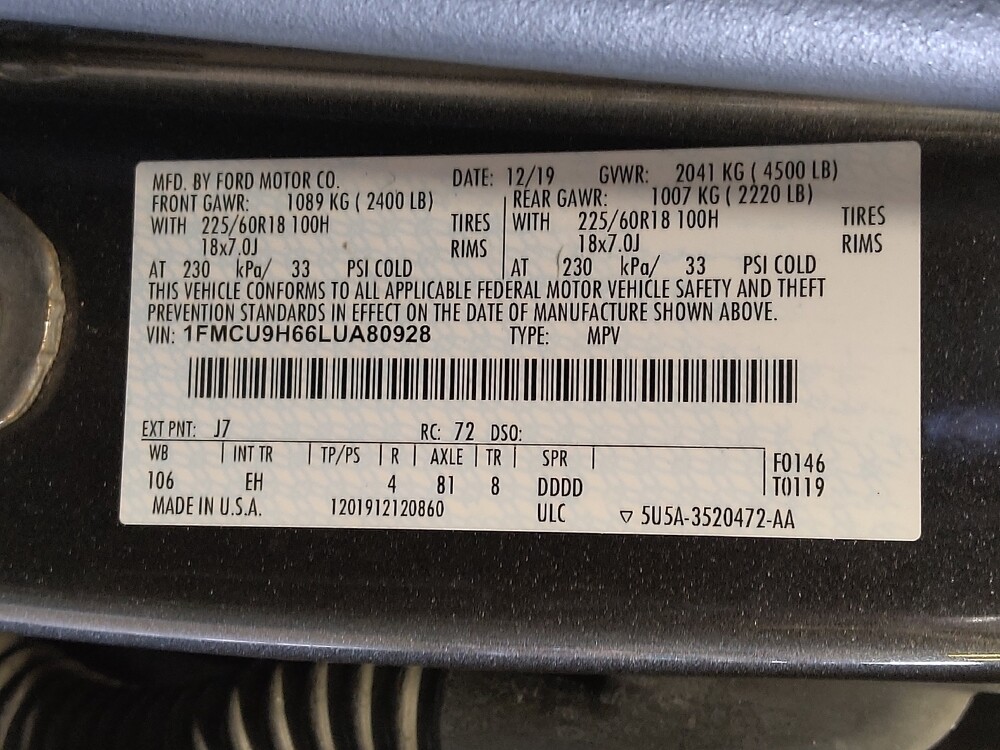 MFD. BY FORD MOTOR CO. DATE: 12/19 GVWR: 2041 KG ( 4500 LB)
FRONT GAWR: 1089 KG ( 2400 LB) REAR GAWR: 1007 KG ( 2220 LB)
WITH 225/60R18 100H TIRES WITH 225/60R18 100H TIRES
18x7.0J RIMS 18x7.0J RIMS
AT 230 kPa/ 33 PSI COLD AT 230 kPa/ 33 PSI COLD
THIS VEHICLE CONFORMS TO ALL APPLICABLE FEDERAL MOTOR VEHICLE SAFETY AND THEFT
PREVENTION STANDARDS IN EFFECT ON THE DATE OF MANUFACTURE SHOWN ABOVE.
VIN: 1FMCU9H66LUA80928 TYPE: MPV
EXT PNT: J7 RC: 72 DSO:
WB INT TR TP/PS R AXLE TR SPR F0146
106 EH 4 81 8 DDDD T0119
MADE IN U.S.A. 1201912120860 ULC ▽ 5U5A-3520472-AA